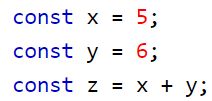 const x = 5;
const y = 6;
const z = x + y;